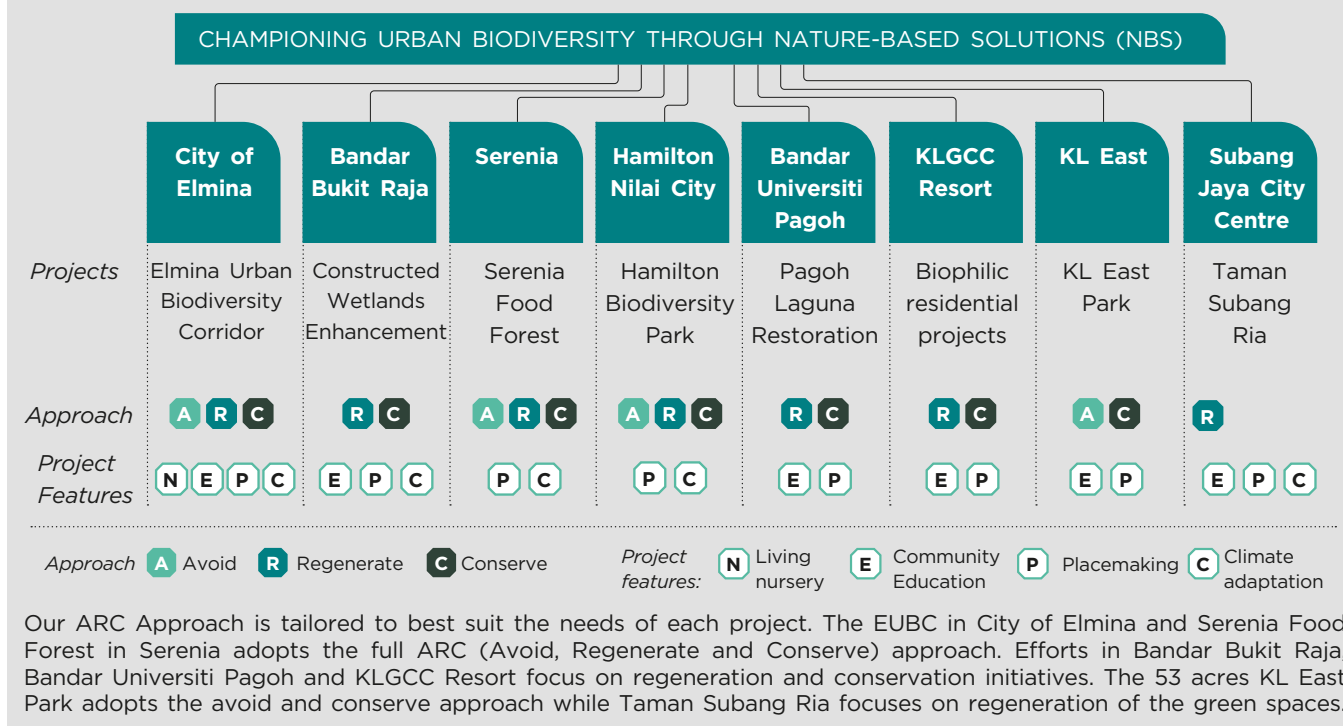 CHAMPIONING URBAN BIODIVERSITY THROUGH NATURE-BASED SOLUTIONS (NBS)
City of
Elmina
Bandar
Bukit Raja
Serenia
Hamilton
Nilai City
Bandar
Universiti
Pagoh
KLGCC
Resort
KL East
Subang
Jaya City
Centre
Projects
Elmina Urban
Biodiversity
Corridor
Constructed
Wetlands
Enhancement
Serenia
Food
Forest
Hamilton
Biodiversity
Park
Pagoh
Laguna
Restoration
Biophilic
residential
projects
KL East
Park
Taman
Subang
Ria
Approach
A R C
R C
A R C
A R C
R C
R C
A C
R
Project
Features
N E P C
E P C
P C
P C
E P
E P
E P
E P C
Approach A Avoid R Regenerate C Conserve
Project
features:
N Living
nursery
E Community
Education
P Placemaking
C Climate
adaptation
Our ARC Approach is tailored to best suit the needs of each project. The EUBC in City of Elmina and Serenia Food
Forest in Serenia adopts the full ARC (Avoid, Regenerate and Conserve) approach. Efforts in Bandar Bukit Raja,
Bandar Universiti Pagoh and KLGCC Resort focus on regeneration and conservation initiatives. The 53 acres KL East
Park adopts the avoid and conserve approach while Taman Subang Ria focuses on regeneration of the green spaces.